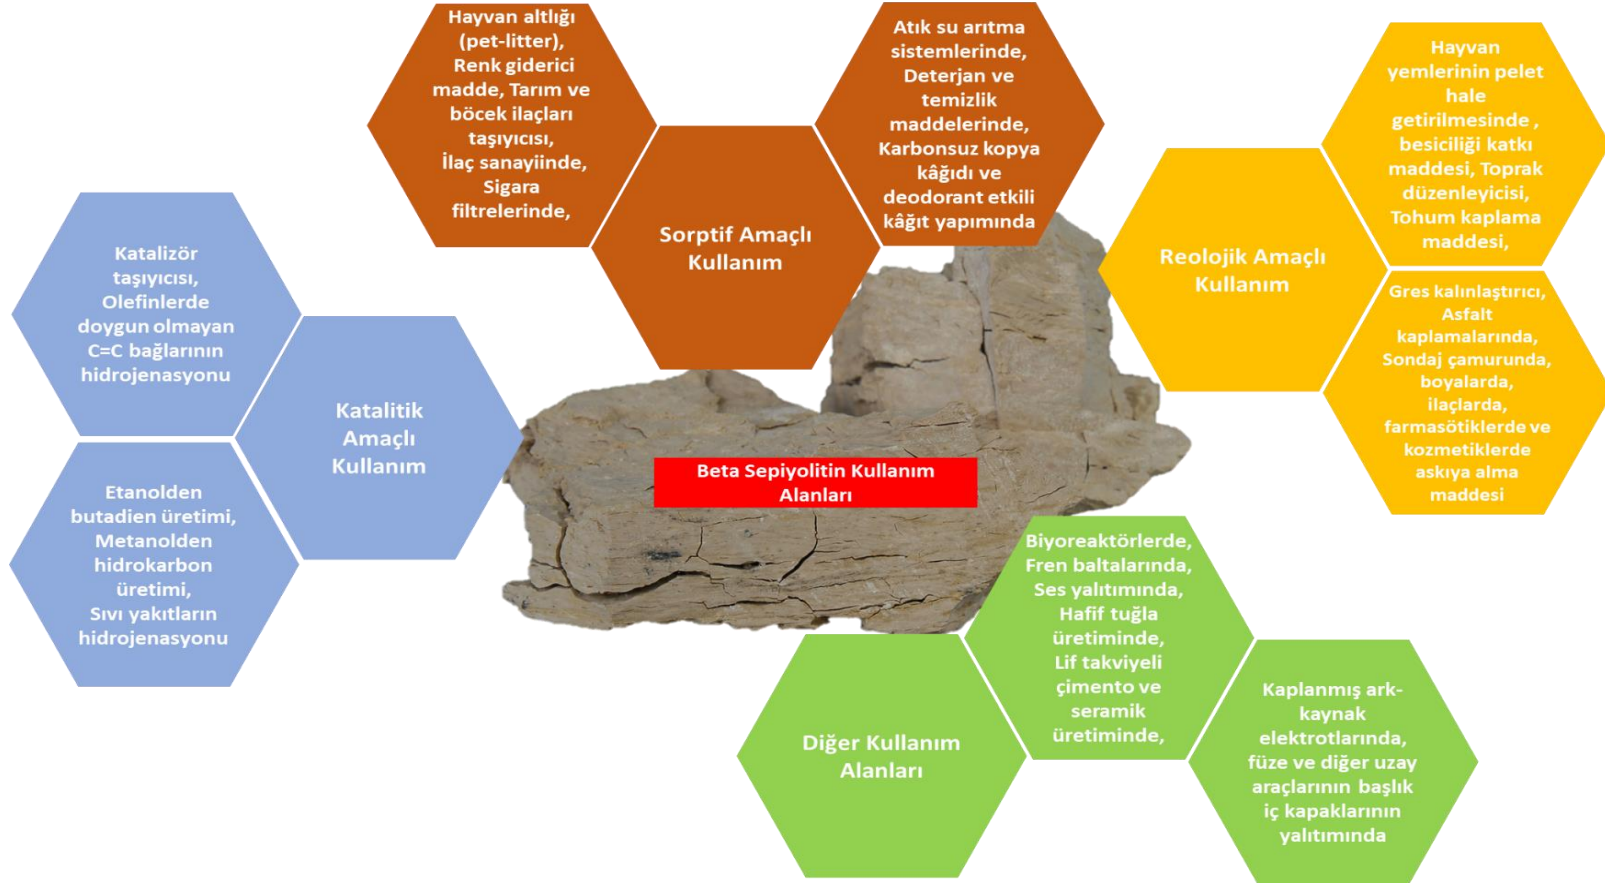 Hayvan altlığı
(pet-litter),
Renk giderici
madde, Tarım ve
böcek ilaçları
taşıyıcısı,
İlaç sanayiinde,
Sigara
filtrelerinde,
Atık su arıtma
sistemlerinde,
Deterjan ve
temizlik
maddelerinde,
Karbonsuz kopya
kâğıdı ve
deodorant etkili
kâğıt yapımında
Sorptif Amaçlı
Kullanım
Hayvan
yemlerinin pelet
hale
getirilmesinde ,
besiciliği katkı
maddesi, Toprak
düzenleyicisi,
Tohum kaplama
maddesi,
Reolojik Amaçlı
Kullanım
Gres kalınlaştırıcı,
Asfalt
kaplamalarında,
Sondaj çamurunda,
boyalarda,
ilaçlarda,
farmasötiklerde ve
kozmetiklerde
askıya alma
maddesi
Katalizör
taşıyıcısı,
Olefinlerde
doygun olmayan
C=C bağlarının
hidrojenasyonu
Katalitik
Amaçlı
Kullanım
Etanolden
butadien üretimi,
Metanolden
hidrokarbon
üretimi,
Sıvı yakıtların
hidrojenasyonu
Beta Sepiyolitin Kullanım
Alanları
Biyoreaktörlerde,
Fren baltalarında,
Ses yalıtımında,
Hafif tuğla
üretiminde,
Lif takviyeli
çimento ve
seramik
üretiminde,
Diğer Kullanım
Alanları
Kaplanmış ark-
kaynak
elektrotlarında,
füze ve diğer uzay
araçlarının başlık
iç kapaklarının
yalıtımında